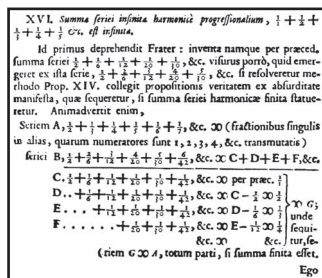 XVI. Summa seriei infinitæ harmonicè progressionalium, 1/1 + 1/2 +
1/3 + 1/4 + 1/5 &c. est infinita.
Id primus deprehendit Frater: inventa namque per præced.
summa seriei 1/2 + 1/6 + 1/12 + 1/20 + 1/30, &c. visurus porrò, quid emer-
geret ex ista serie, 1/2 + 2/6 + 3/12 + 4/20 + 5/30, &c. si resolveretur me-
thodo Prop. XIV. collegit propositionis veritatem ex absurditate
manifesta, quæ sequeretur, si summa seriei harmonicæ finita statue-
retur. Animadvertit enim,
Seriem A, 1/2 + 1/3 + 1/4 + 1/5 + 1/6 + 1/7, &c. ∞ (fractionibus singulis
in alias, quarum numeratores sunt 1, 2, 3, 4, &c. transmutatis)
seriei B, 1/2 + 2/6 + 3/12 + 4/20 + 5/30 + 6/42, &c. ∞ C + D + E + F, &c.
C. 1/2 + 1/6 + 1/12 + 1/20 + 1/30 + 1/42, &c. ∞ per præc. 1/1
D. . + 1/6 + 1/12 + 1/20 + 1/30 + 1/42, &c. ∞ C − 1/2 ∞ 1/2
E . . . + 1/12 + 1/20 + 1/30 + 1/42, &c. ∞ D − 1/6 ∞ 1/3
F . . . . . . + 1/20 + 1/30 + 1/42, &c. ∞ E − 1/12 ∞ 1/4
&c. ∞ &c.
∞ G;
unde
sequi-
tur, se-
riem G ∞ A, totum parti, si summa finita esset.
Ego